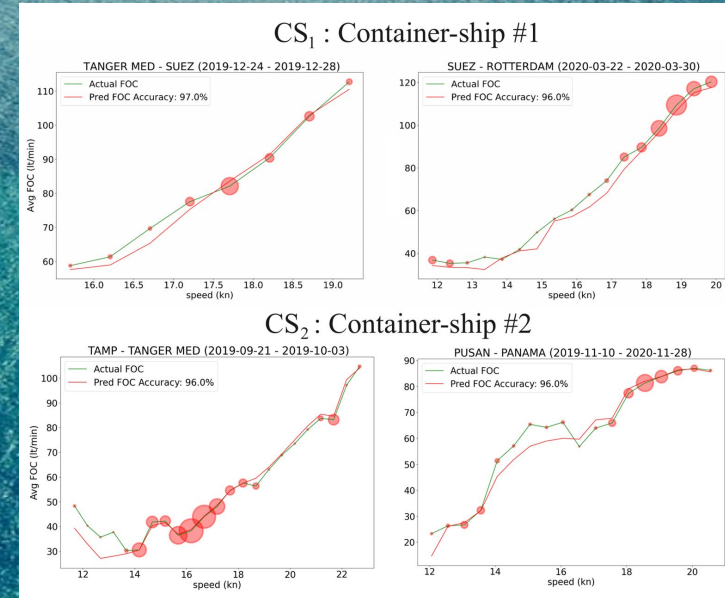 CS₁ : Container-ship #1
TANGER MED - SUEZ (2019-12-24 - 2019-12-28)
Actual FOC
Pred FOC Accuracy: 97.0%
Avg FOC (lt/min)
110
100
90
80
70
60
16.0 16.5 17.0 17.5 18.0 18.5 19.0
speed (kn)
SUEZ - ROTTERDAM (2020-03-22 - 2020-03-30)
Actual FOC
Pred FOC Accuracy: 96.0%
120
100
80
60
40
12 13 14 15 16 17 18 19 20
speed (kn)
CS₂ : Container-ship #2
TAMP - TANGER MED (2019-09-21 - 2019-10-03)
Actual FOC
Pred FOC Accuracy: 96.0%
Avg FOC (lt/min)
100
90
80
70
60
50
40
30
12 14 16 18 20 22
speed (kn)
PUSAN - PANAMA (2019-11-10 - 2020-11-28)
Actual FOC
Pred FOC Accuracy: 96.0%
90
80
70
60
50
40
30
20
12 14 16 18 20
speed (kn)